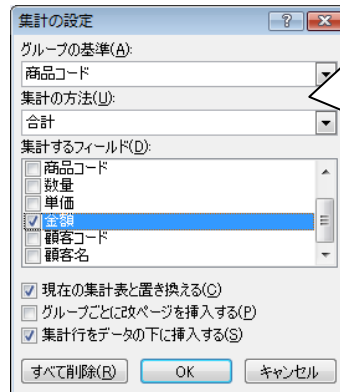 集計の設定
グループの基準(A):
商品コード
集計の方法(U):
合計
集計するフィールド(D):
商品コード
数量
単価
金額
顧客コード
顧客名
現在の集計表と置き換える(C)
グループごとに改ページを挿入する(P)
集計行をデータの下に挿入する(S)
すべて削除(R) OK キャンセル